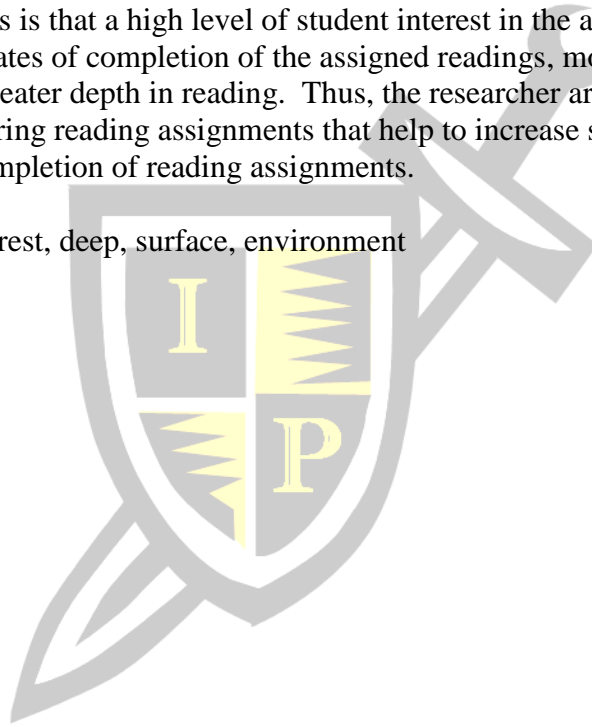 s is that a high level of student interest in the a
ates of completion of the assigned readings, mo
eater depth in reading. Thus, the researcher ar
ring reading assignments that help to increase s
mpletion of reading assignments.
rest, deep, surface, environment
I
P